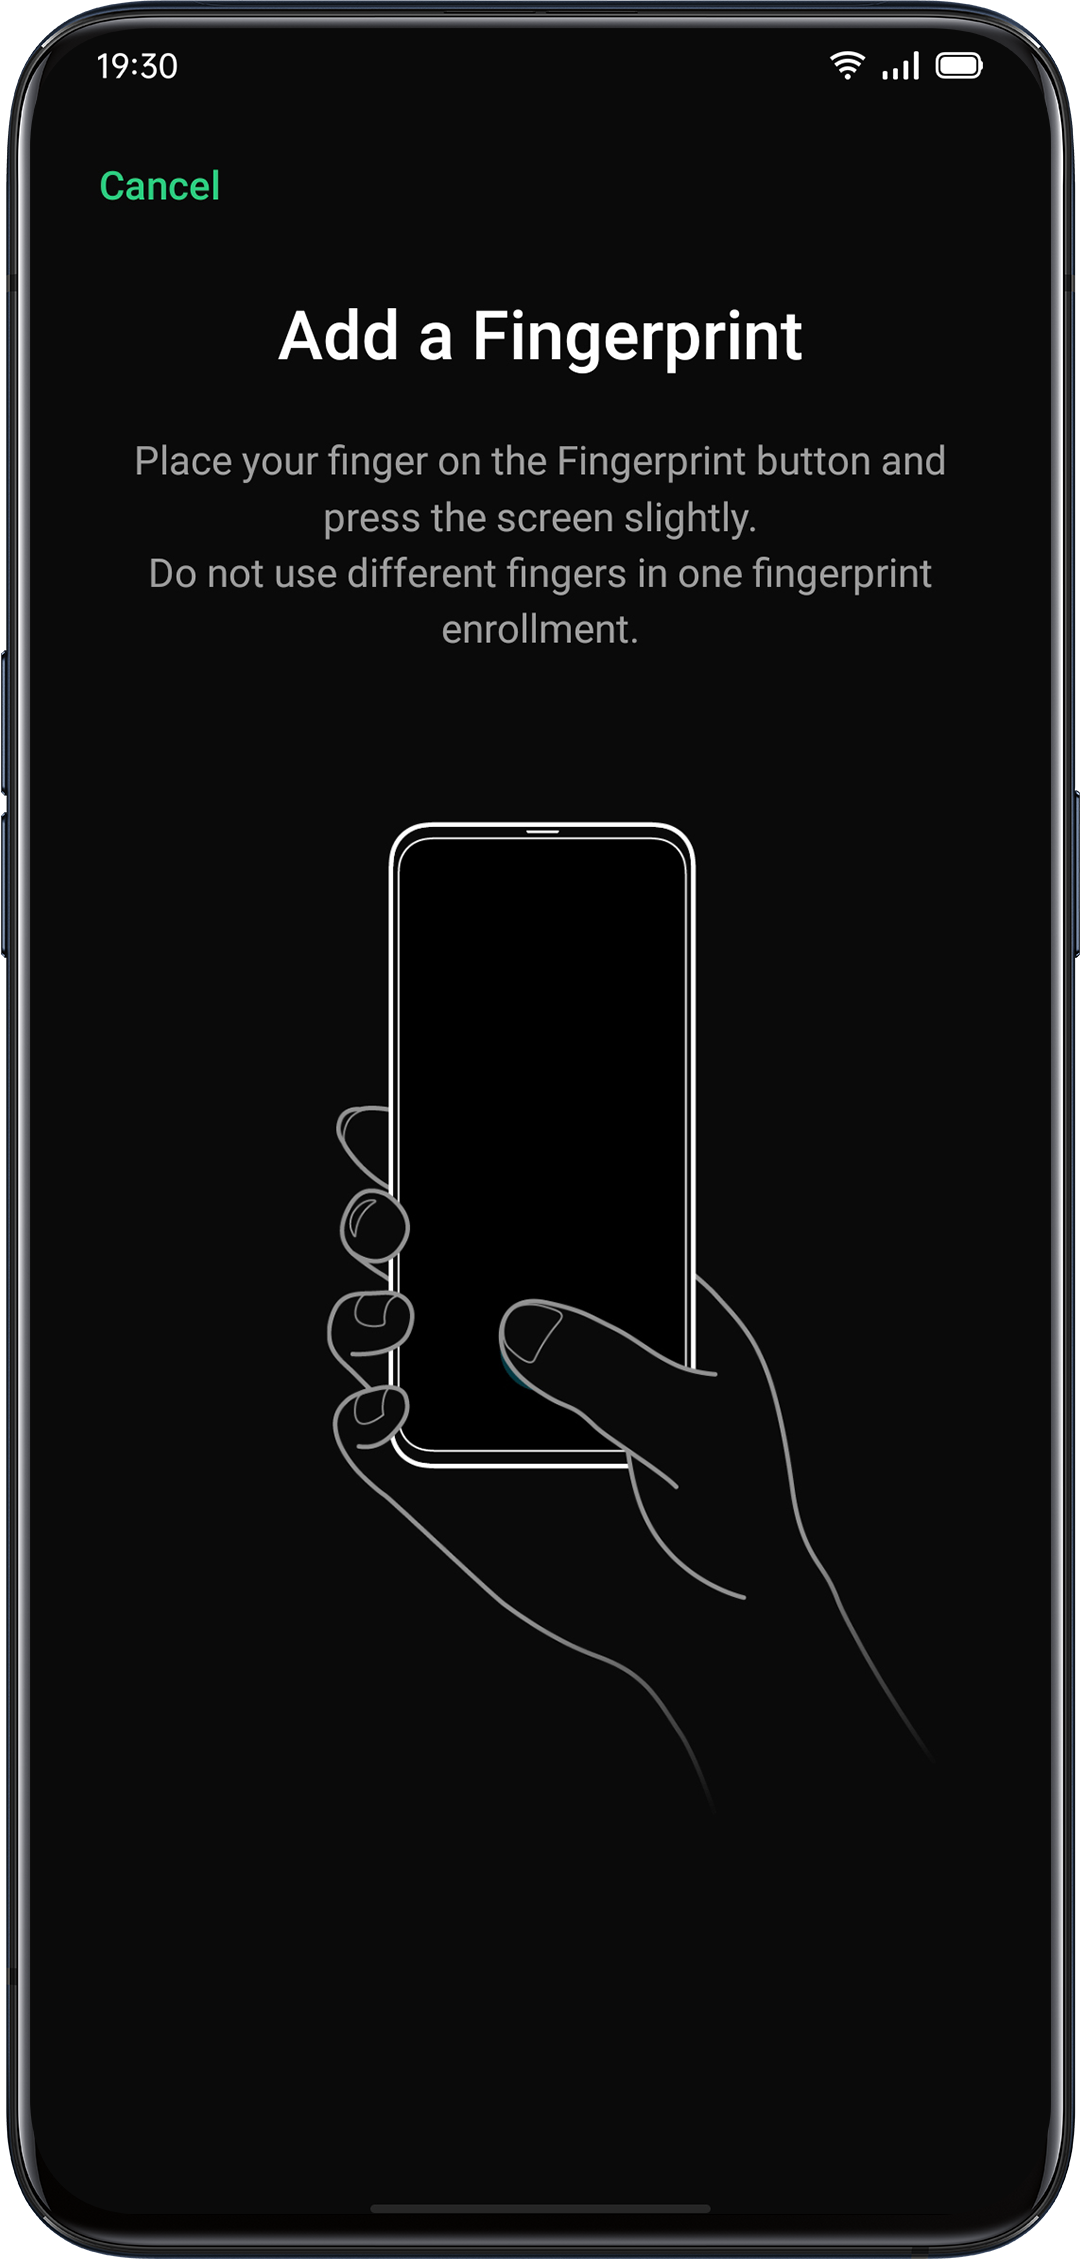 19:30
Cancel
Add a Fingerprint
Place your finger on the Fingerprint button and
press the screen slightly.
Do not use different fingers in one fingerprint
enrollment.